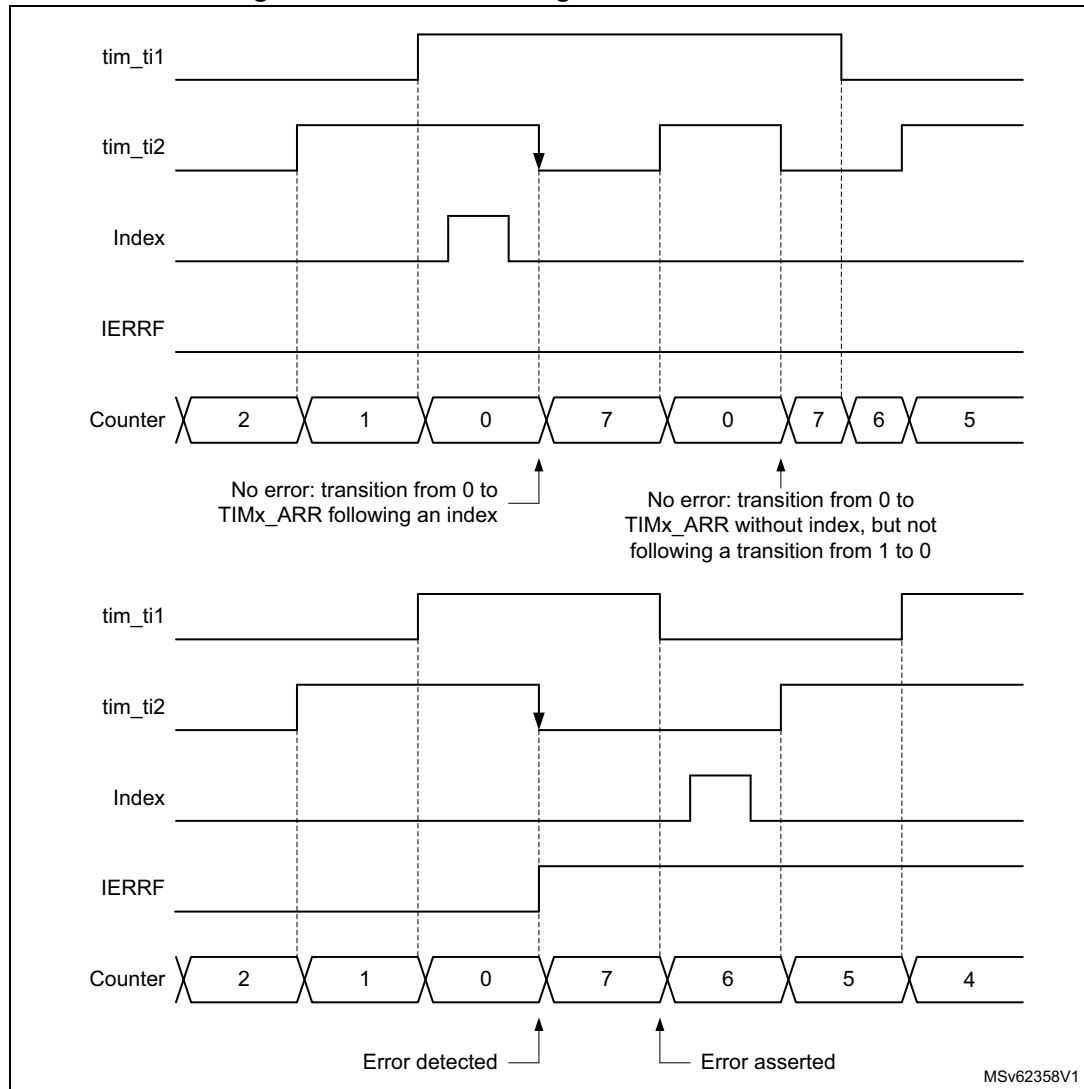 tim_ti1
tim_ti2
Index
IERRF
Counter 2 1 0 7 0 7 6 5
No error: transition from 0 to
TIMx_ARR following an index
No error: transition from 0 to
TIMx_ARR without index, but not
following a transition from 1 to 0
tim_ti1
tim_ti2
Index
IERRF
Counter 2 1 0 7 6 5 4
Error detected
Error asserted
MSv62358V1